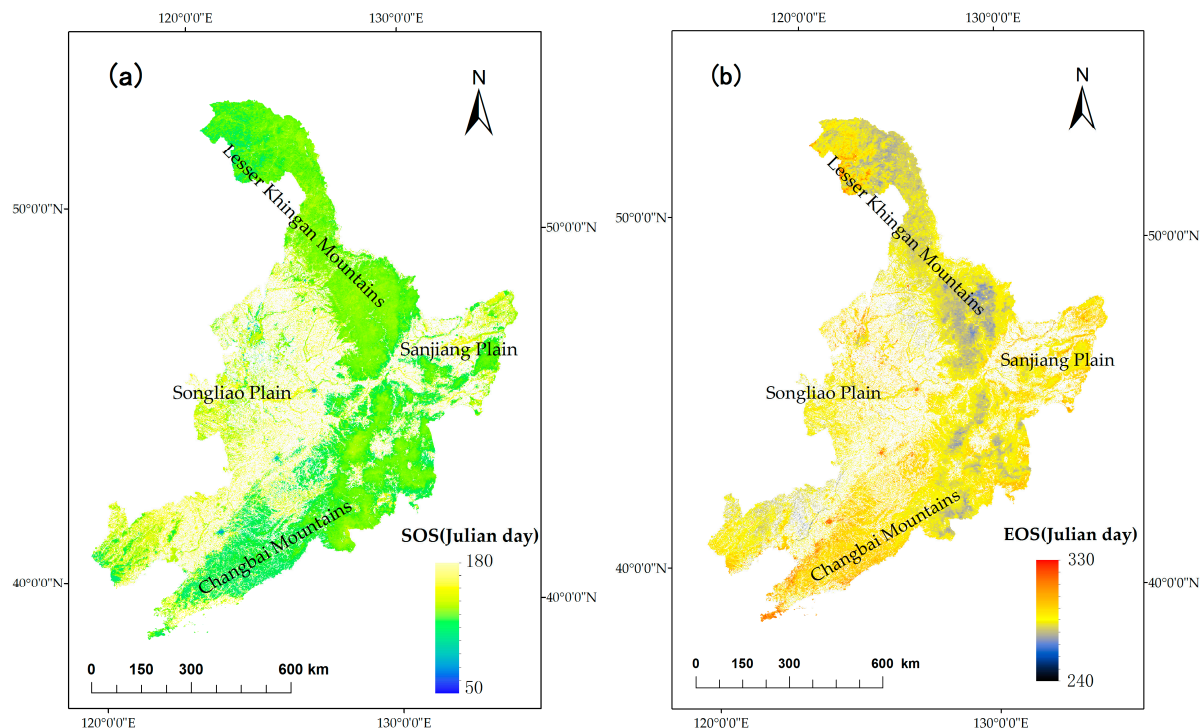 120°0'0"E
130°0'0"E
(a)
N
Lesser Khingan Mountains
50°0'0"N
50°0'0"N
Sanjiang Plain
Songliao Plain
Changbai Mountains
SOS(Julian day)
180
50
40°0'0"N
40°0'0"N
0 150 300 600 km
120°0'0"E
130°0'0"E
120°0'0"E
130°0'0"E
(b)
N
Lesser Khingan Mountains
50°0'0"N
50°0'0"N
Sanjiang Plain
Songliao Plain
Changbai Mountains
EOS(Julian day)
330
240
40°0'0"N
40°0'0"N
0 150 300 600 km
120°0'0"E
130°0'0"E